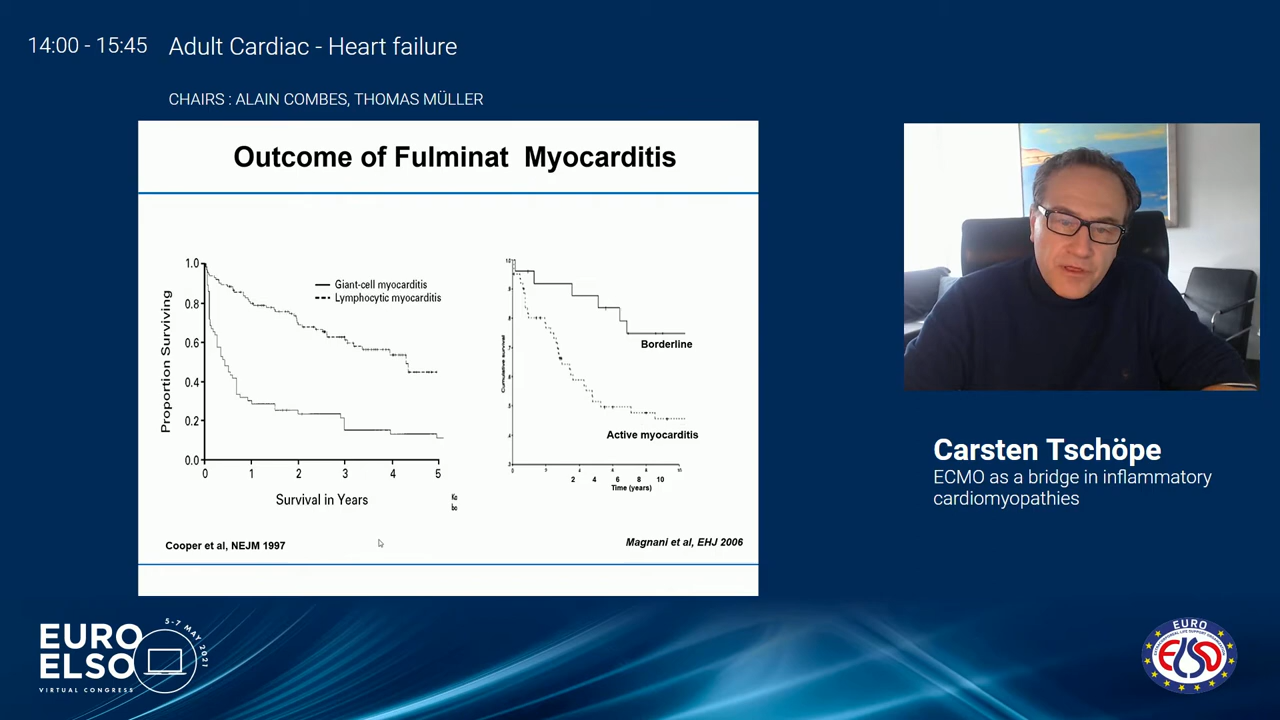 14:00 - 15:45 Adult Cardiac - Heart failure
CHAIRS : ALAIN COMBES, THOMAS MÜLLER
Outcome of Fulminat Myocarditis
Giant-cell myocarditis
Lymphocytic myocarditis
Proportion Surviving
1.0
0.8
0.6
0.4
0.2
0.0
0 1 2 3 4 5
Survival in Years
Cooper et al, NEJM 1997
Cumulative survival
Borderline
Active myocarditis
2 4 6 8 10
Time (years)
Magnani et al, EHJ 2006
Carsten Tschöpe
ECMO as a bridge in inflammatory
cardiomyopathies
EURO
ELSO
5-7 MAY 2021
VIRTUAL CONGRESS
EURO
ELSO